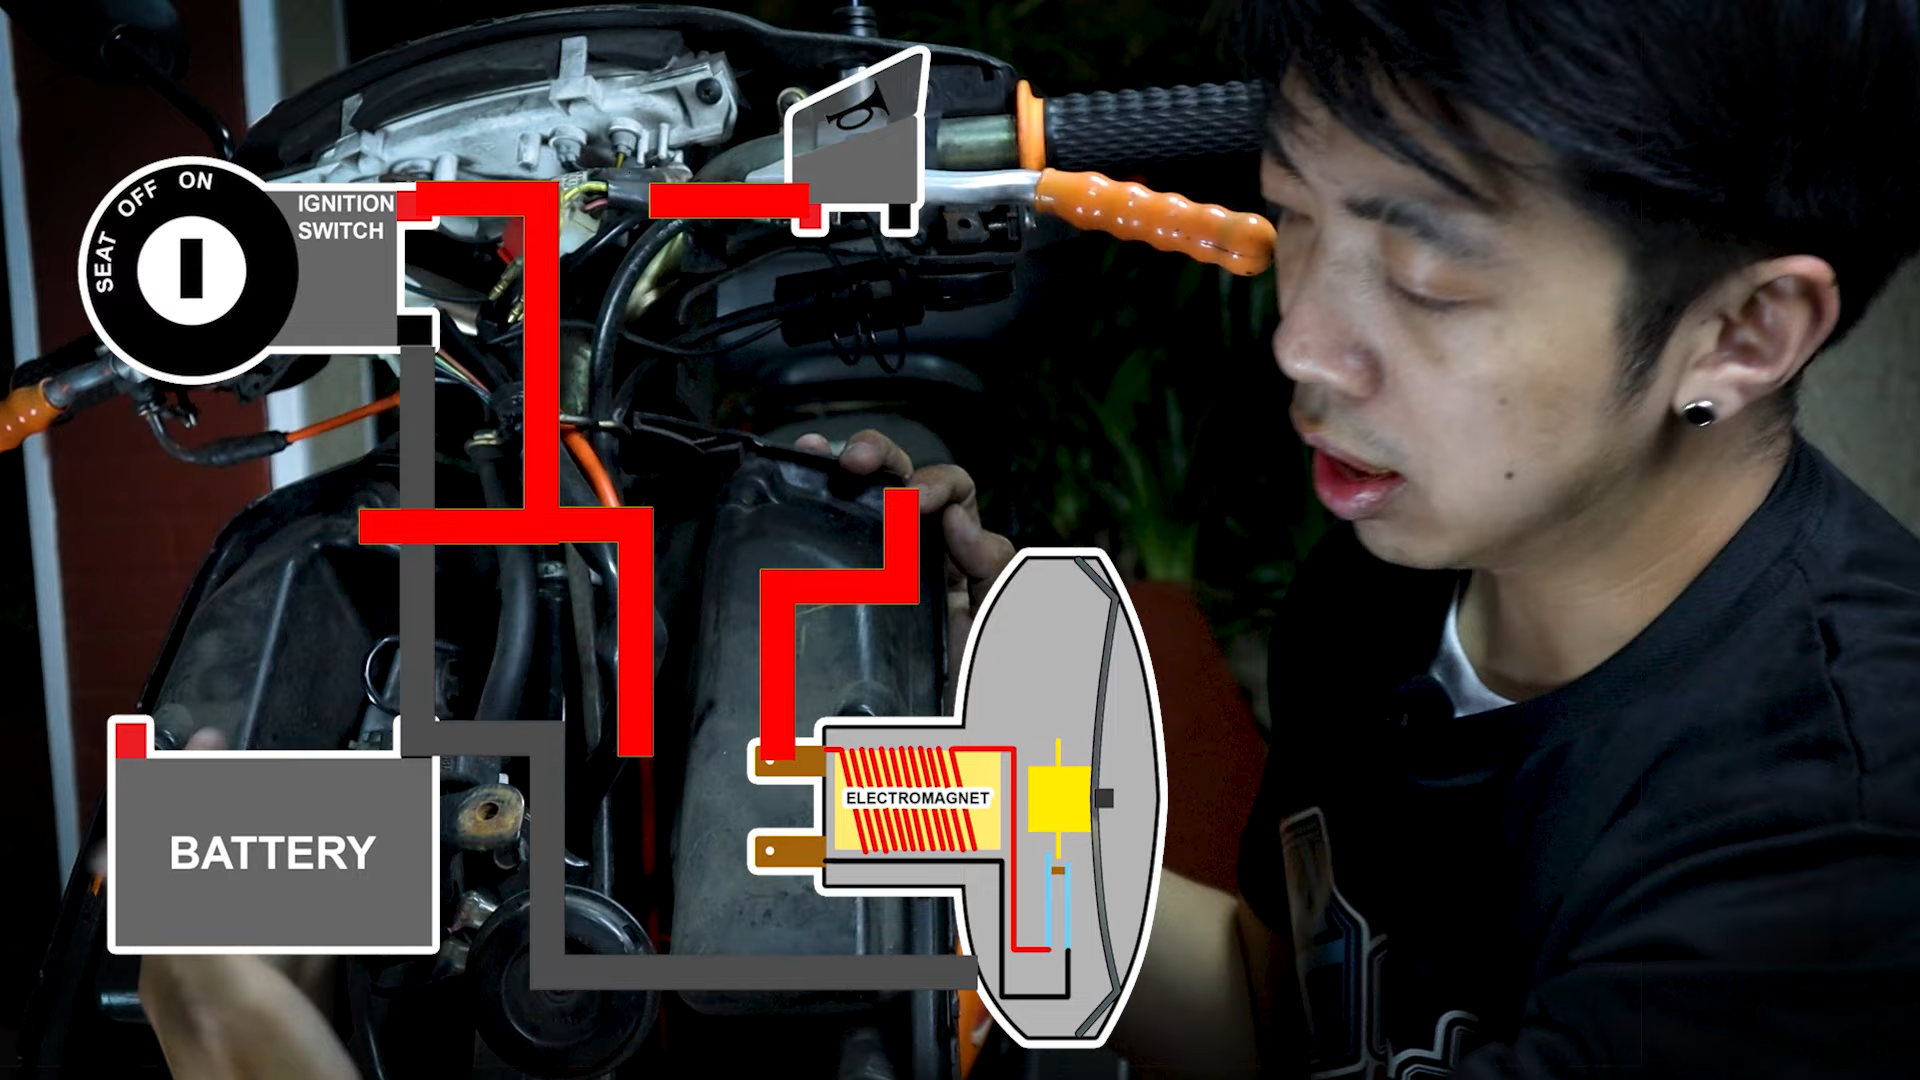 SEAT OFF ON
IGNITION
SWITCH
BATTERY
ELECTROMAGNET